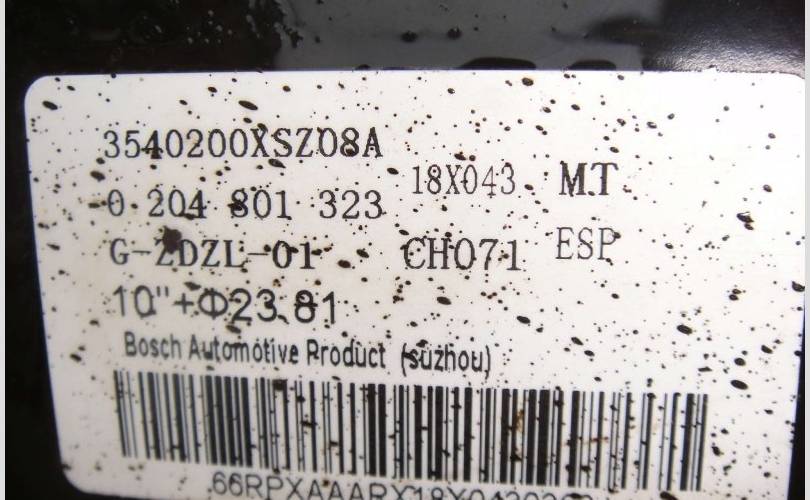 3540200XSZ08A
18X043 MT
0 204 801 323
G-ZDZL-01 CH071 ESP
10"+Φ23.81
Bosch Automotive Product (suzhou)